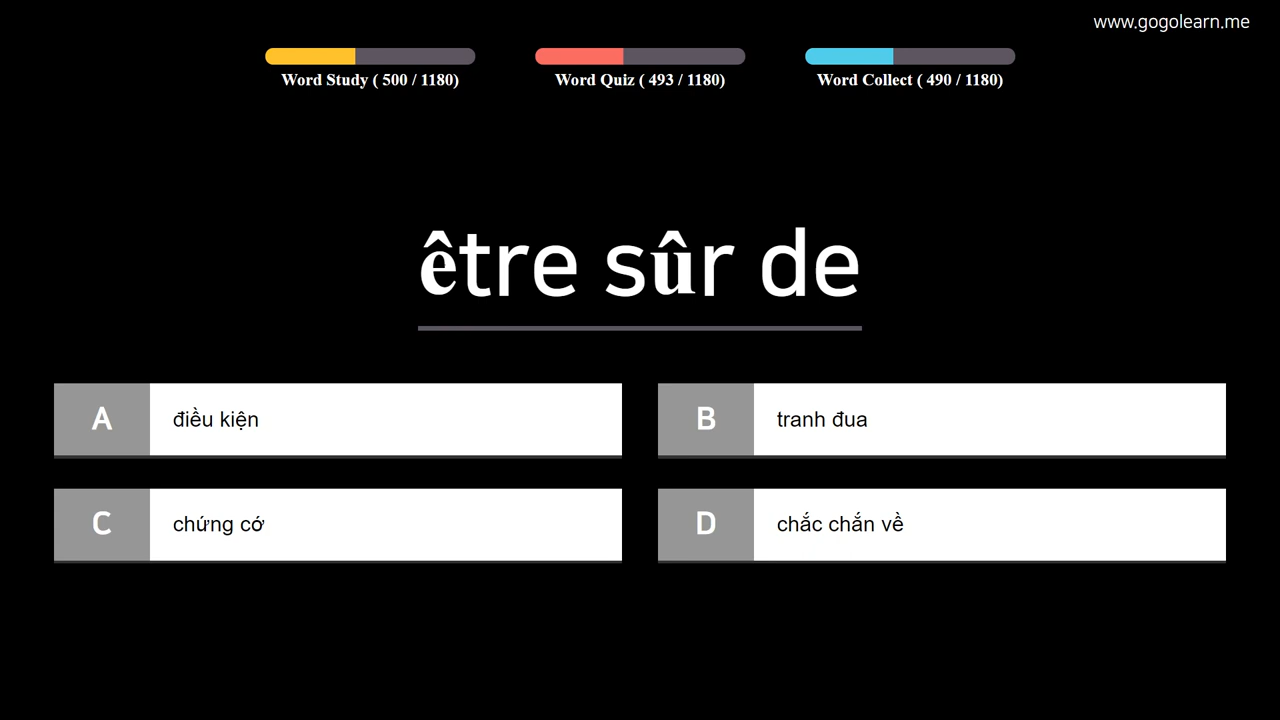 www.gogolearn.me
Word Study ( 500 / 1180)
Word Quiz ( 493 / 1180)
Word Collect ( 490 / 1180)
être sûr de
A điều kiện
B tranh đua
C chứng cớ
D chắc chắn về